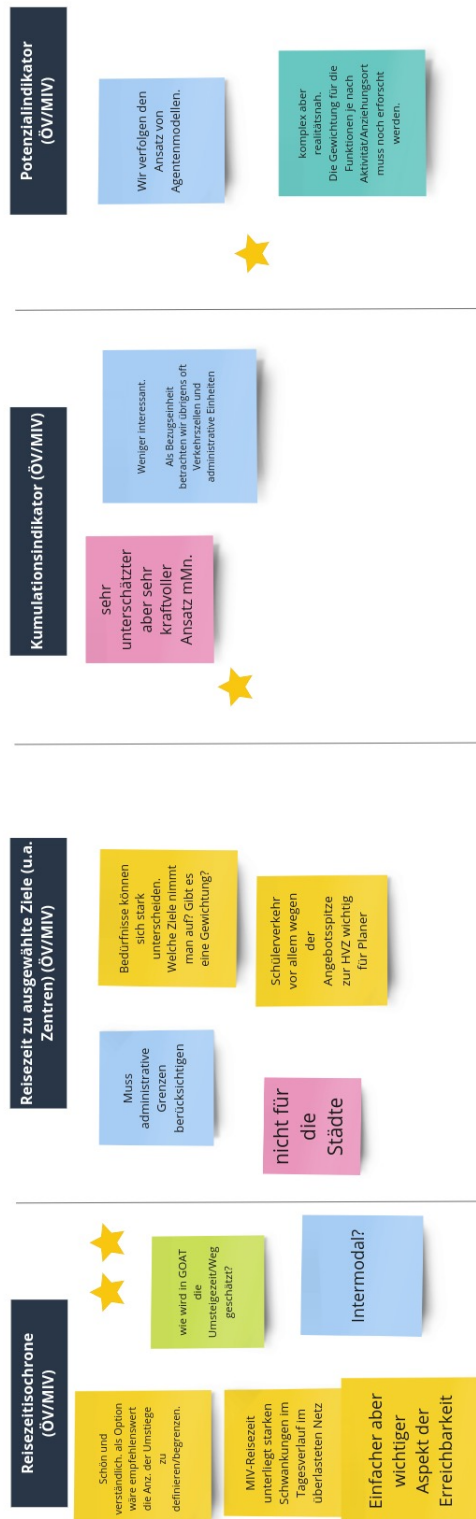 Reisezeitisochrone
(ÖV/MIV)
Schön und
verständlich. als Option
wäre empfehlenswert
die Anz. der Umstiege
zu
definieren/begrenzen.
wie wird in GOAT
die
Umsteigezeit/Weg
geschätzt?
MIV-Reisezeit
unterliegt starken
Schwankungen im
Tagesverlauf Im
überlasteten Netz
Intermodal?
Einfacher aber
wichtiger
Aspekt der
Erreichbarkeit
Reisezeit zu ausgewählte Ziele (u.a.
Zentren) (ÖV/MIV)
Muss
administrative
Grenzen
berücksichtigen
Bedürfnisse können
sich stark
unterscheiden.
Welche Ziele nimmt
man auf? Gibt es
eine Gewichtung?
nicht für
die
Städte
Schülerverkehr
vor allem wegen
der
Angebotsspitze
zur HVZ wichtig
für Planer
Kumulationsindikator (ÖV/MIV)
sehr
unterschätzter
aber sehr
kraftvoller
Ansatz mMn.
Weniger interessant.
Als Bezugseinheit
betrachten wir übrigens oft
Verkehrszellen und
administrative Einheiten
Potenzialindikator
(ÖV/MIV)
Wir verfolgen den
Ansatz von
Agentenmodellen.
komplex aber
realitätsnah.
Die Gewichtung für die
Funktionen je nach
Aktivität/Anziehungsort
muss noch erforscht
werden.